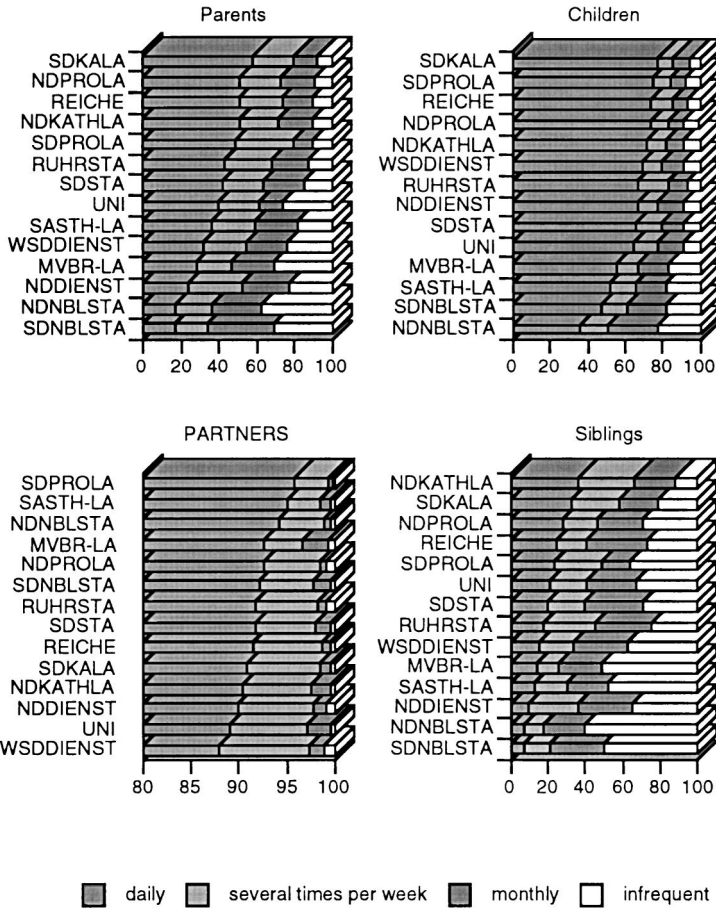 Parents
SDKALA
NDPROLA
REICHE
NDKATHLA
SDPROLA
RUHRSTA
SDSTA
UNI
SASTH-LA
WSDDIENST
MVBR-LA
NDDIENST
NDNBLSTA
SDNBLSTA
0 20 40 60 80 100
Children
SDKALA
SDPROLA
REICHE
NDPROLA
NDKATHLA
WSDDIENST
RUHRSTA
NDDIENST
SDSTA
UNI
MVBR-LA
SASTH-LA
SDNBLSTA
NDNBLSTA
0 20 40 60 80 100
PARTNERS
SDPROLA
SASTH-LA
NDNBLSTA
MVBR-LA
NDPROLA
SDNBLSTA
RUHRSTA
SDSTA
REICHE
SDKALA
NDKATHLA
NDDIENST
UNI
WSDDIENST
80 85 90 95 100
Siblings
NDKATHLA
SDKALA
NDPROLA
REICHE
SDPROLA
UNI
SDSTA
RUHRSTA
WSDDIENST
MVBR-LA
SASTH-LA
NDDIENST
NDNBLSTA
SDNBLSTA
0 20 40 60 80 100
daily several times per week monthly infrequent